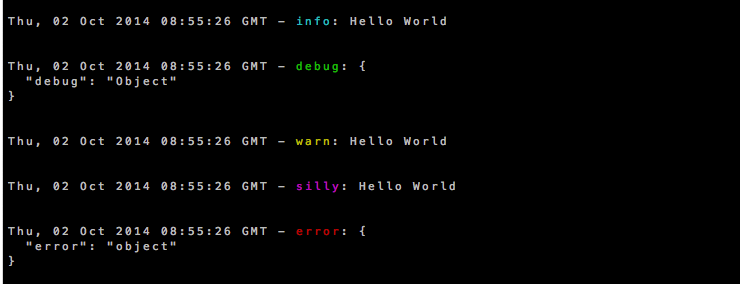 Thu, 02 Oct 2014 08:55:26 GMT - info: Hello World
Thu, 02 Oct 2014 08:55:26 GMT - debug: {
  "debug": "Object"
}
Thu, 02 Oct 2014 08:55:26 GMT - warn: Hello World
Thu, 02 Oct 2014 08:55:26 GMT - silly: Hello World
Thu, 02 Oct 2014 08:55:26 GMT - error: {
  "error": "object"
}